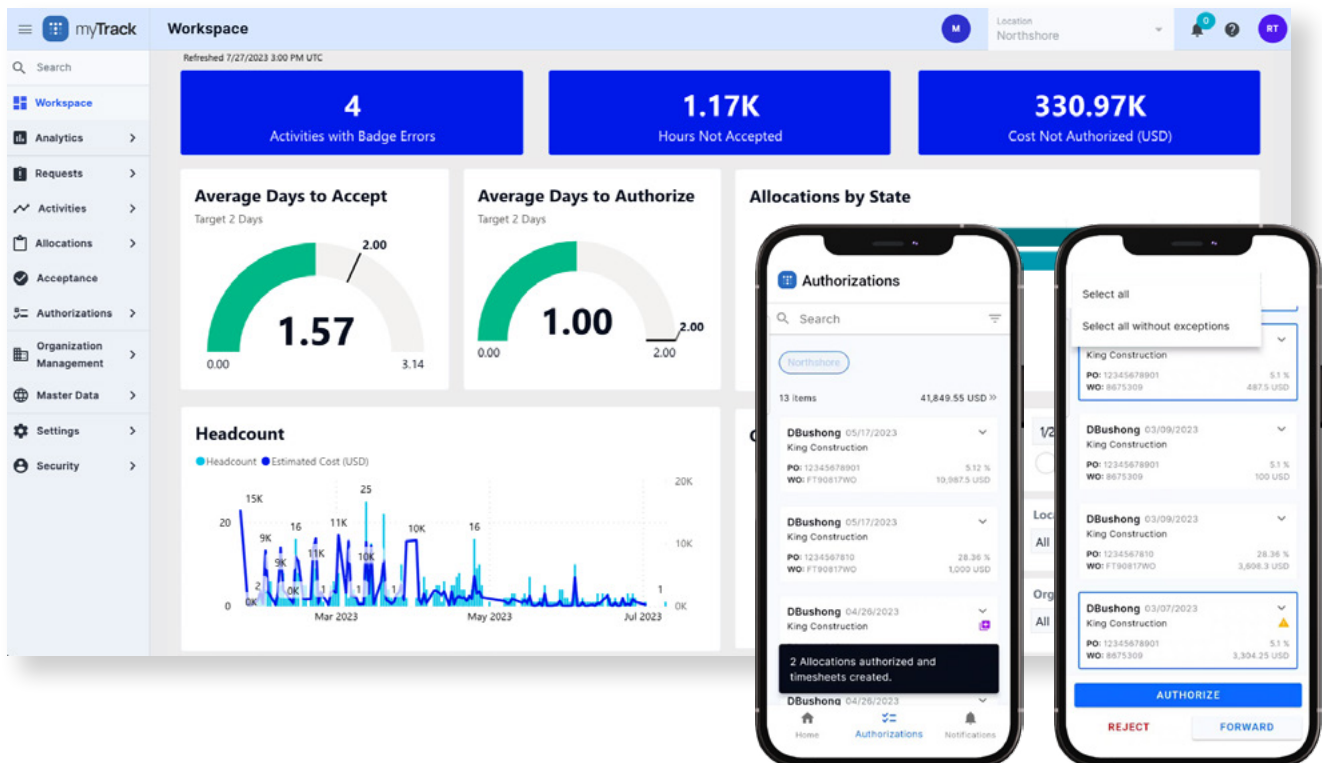 myTrack
Workspace
M
Location
Northshore
0
RT
Search
Refreshed 7/27/2023 3:00 PM UTC
Workspace
Analytics
Requests
Activities
Allocations
Acceptance
Authorizations
Organization
Management
Master Data
Settings
Security
4
Activities with Badge Errors
1.17K
Hours Not Accepted
330.97K
Cost Not Authorized (USD)
Average Days to Accept
Target 2 Days
2.00
1.57
0.00
3.14
Average Days to Authorize
Target 2 Days
1.00
2.00
0.00
2.00
Allocations by State
Headcount
Headcount Estimated Cost (USD)
20K
10K
0K
20
0
15K
9K
9K
2
0K
16
0K
11K
1
11K
1
25
10K
1
10K
16
1
Mar 2023
May 2023
Jul 2023
1/2
Loca
All
Org
All
Authorizations
Search
Northshore
13 items
41,849.55 USD »
DBushong 05/17/2023
King Construction
PO: 12345678901 5.12 %
WO: FT90817WO 10,987.5 USD
DBushong 05/17/2023
King Construction
PO: 1234567810 28.36 %
WO: FT90817WO 1,000 USD
DBushong 04/26/2023
King Construction
2 Allocations authorized and
timesheets created.
DBushong 04/26/2023
Home
Authorizations
Notifications
Select all
Select all without exceptions
King Construction
PO: 12345678901 5.1 %
WO: 8675309 487.5 USD
DBushong 03/09/2023
King Construction
PO: 12345678901 5.1 %
WO: 8675309 100 USD
DBushong 03/09/2023
King Construction
PO: 1234567810 28.36 %
WO: FT90817WO 3,608.3 USD
DBushong 03/07/2023
King Construction
PO: 12345678901 5.1 %
WO: 8675309 3,304.25 USD
AUTHORIZE
REJECT
FORWARD